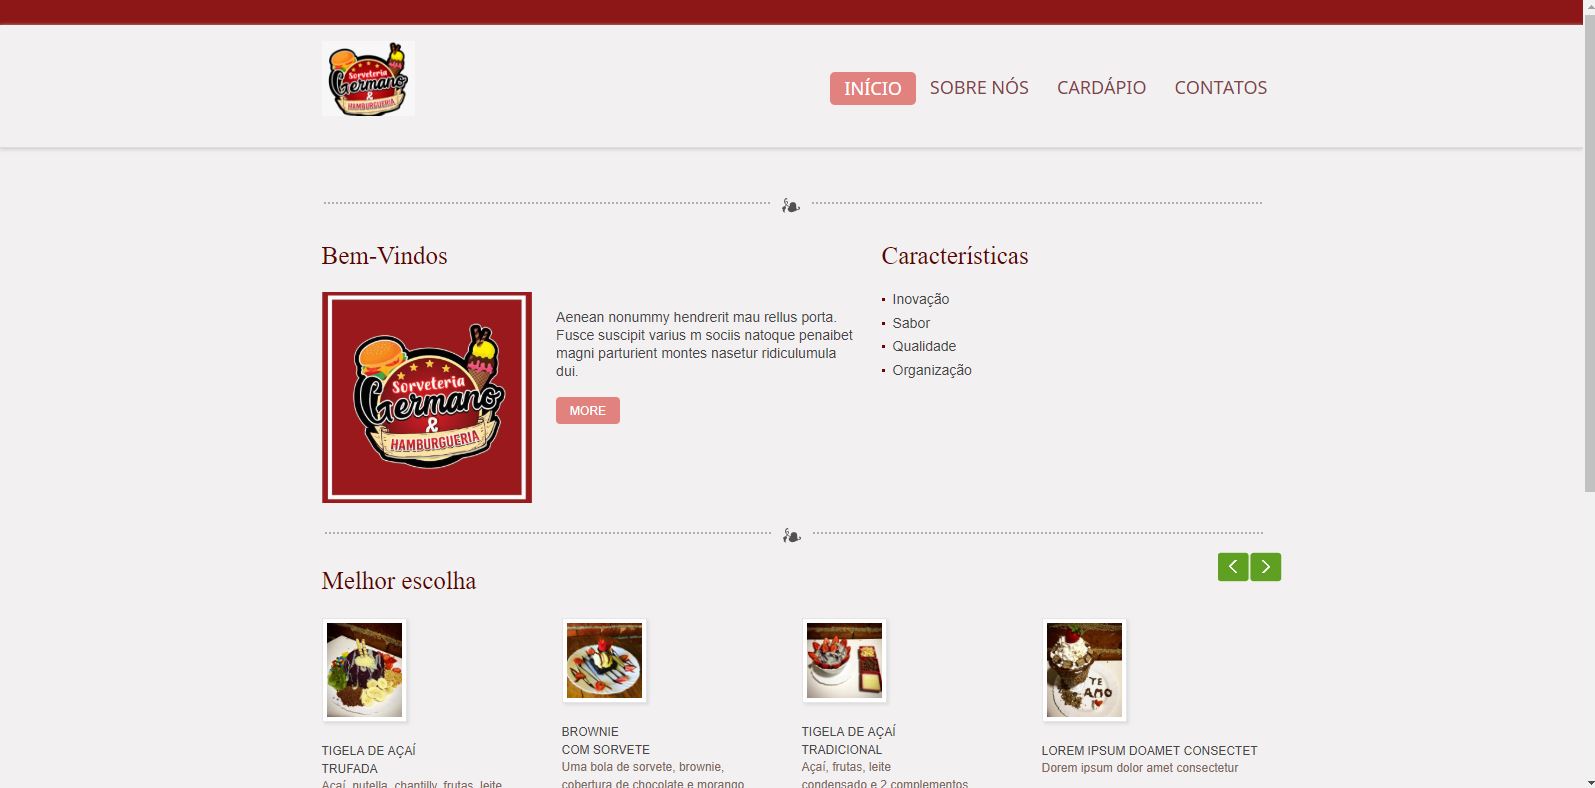 Sorveteria
Germano
&
HAMBURGUERIA
INÍCIO SOBRE NÓS CARDÁPIO CONTATOS
Bem-Vindos
Sorveteria
Germano
&
HAMBURGUERIA
Aenean nonummy hendrerit mau rellus porta.
Fusce suscipit varius m sociis natoque penaibet
magni parturient montes nasetur ridiculumula
dui.
MORE
Características
Inovação
Sabor
Qualidade
Organização
Melhor escolha
TIGELA DE AÇAÍ
TRUFADA
Açaí, nutella, chantilly, frutas, leite
BROWNIE
COM SORVETE
Uma bola de sorvete, brownie,
cobertura de chocolate e morango
TIGELA DE AÇAÍ
TRADICIONAL
Açaí, frutas, leite
condensado e 2 complementos
TE
AMO
LOREM IPSUM DOAMET CONSECTET
Dorem ipsum dolor amet consectetur